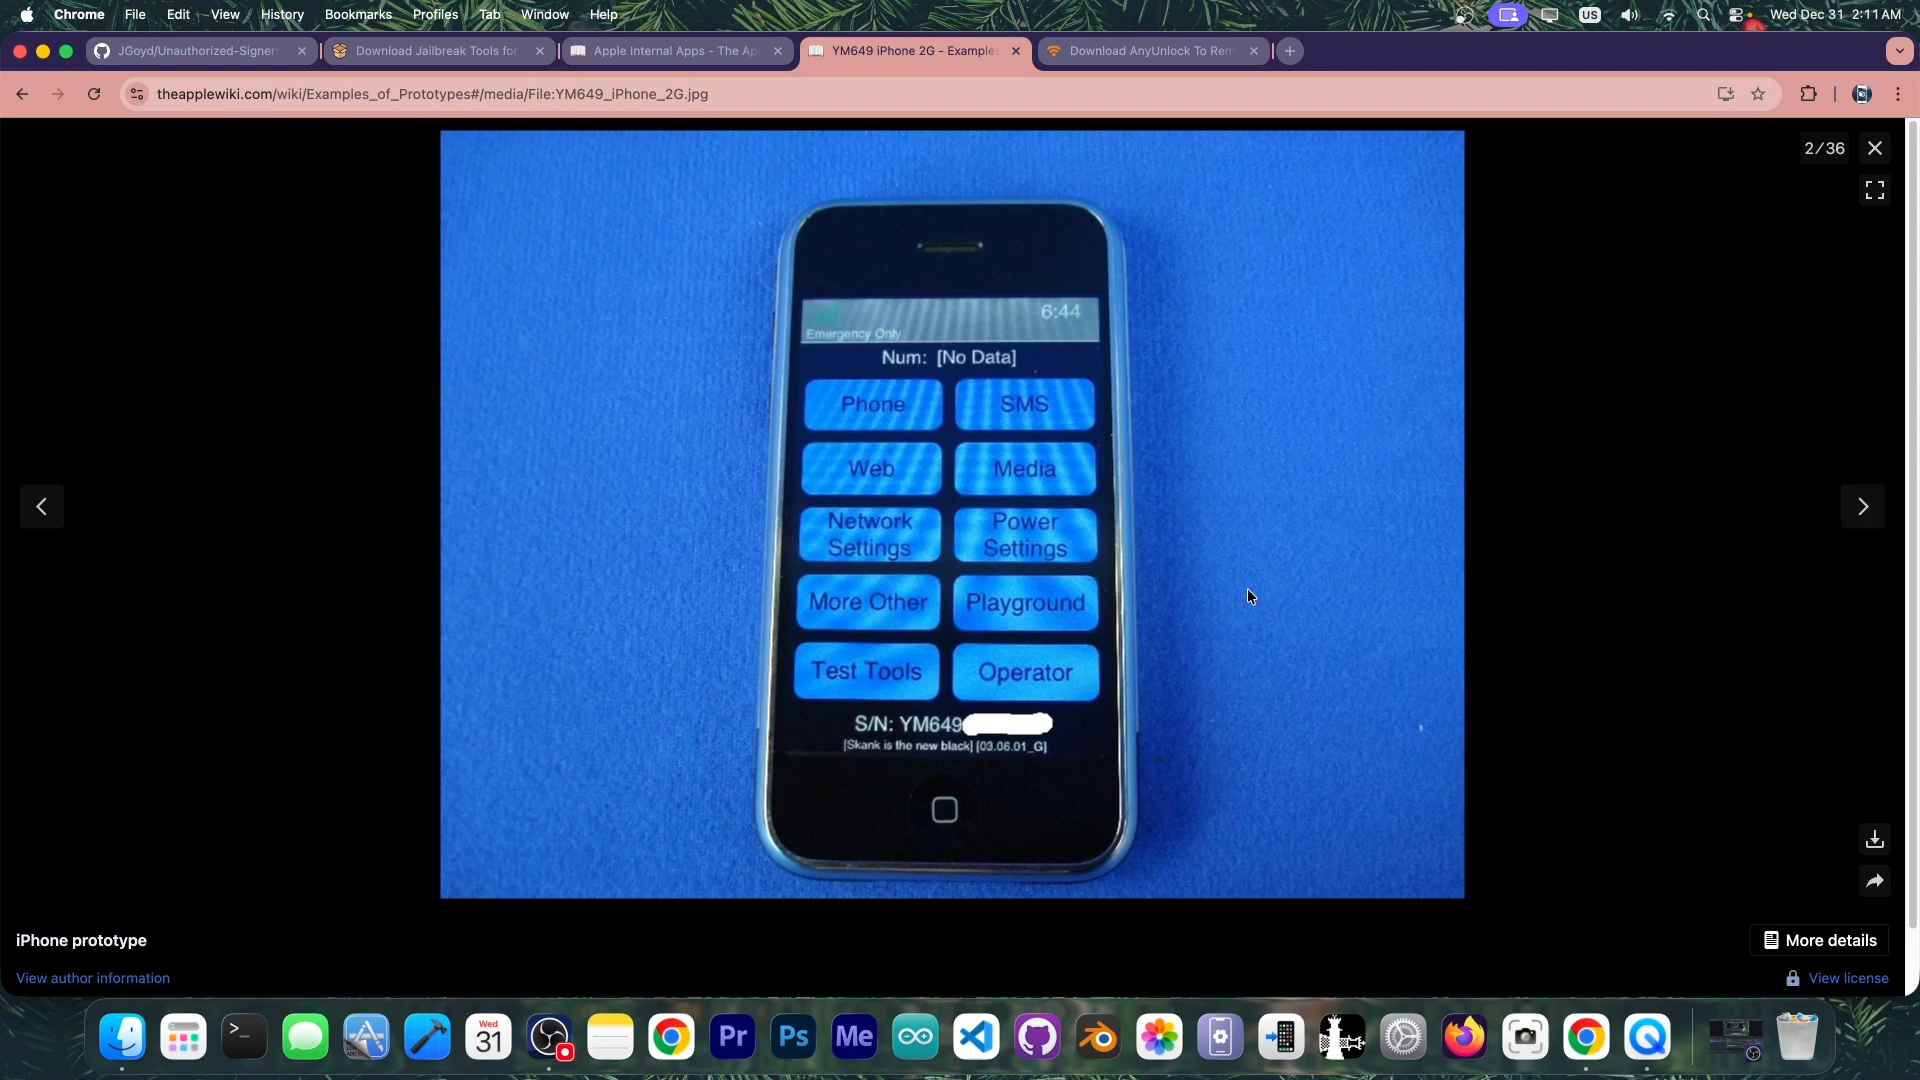 Chrome File Edit View History Bookmarks Profiles Tab Window Help US Wed Dec 31 2:11 AM
JGoyd/Unauthorized-Signer: Download Jailbreak Tools for Apple Internal Apps - The Ap YM649 iPhone 2G - Examples Download AnyUnlock To Rem
theapplewiki.com/wiki/Examples_of_Prototypes#/media/File:YM649_iPhone_2G.jpg
2/36
6:44
Emergency Only
Num: [No Data]
Phone SMS
Web Media
Network Settings
Power Settings
More Other Playground
Test Tools Operator
S/N: YM649
[Skank is the new black] [03.06.01_G]
iPhone prototype
More details
View author information
View license
Wed
31
Pr Ps Me